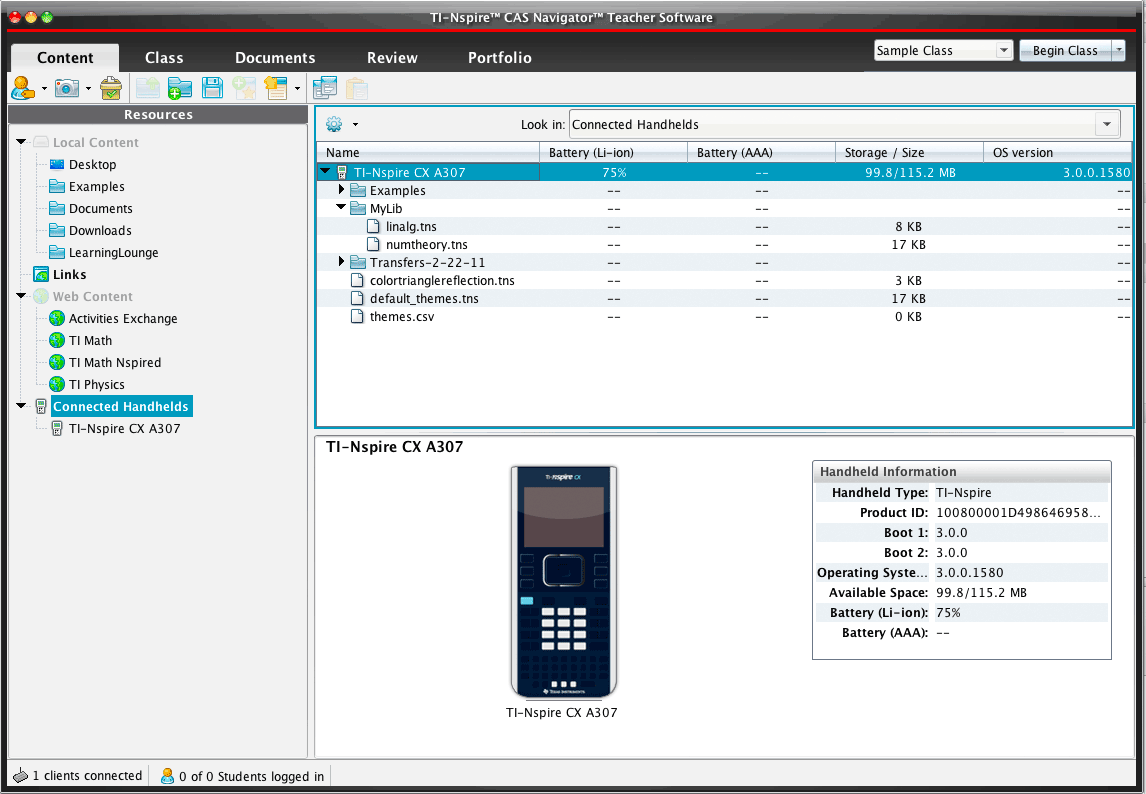 TI-Nspire™ CAS Navigator™ Teacher Software
Content Class Documents Review Portfolio
Sample Class Begin Class
Resources
Local Content
Desktop
Examples
Documents
Downloads
LearningLounge
Links
Web Content
Activities Exchange
TI Math
TI Math Nspired
TI Physics
Connected Handhelds
TI-Nspire CX A307
Look in: Connected Handhelds
Name Battery (Li-ion) Battery (AAA) Storage / Size OS version
TI-Nspire CX A307 75% -- 99.8/115.2 MB 3.0.0.1580
Examples -- -- --
MyLib -- -- --
linalg.tns -- -- 8 KB --
numtheory.tns -- -- 17 KB --
Transfers-2-22-11 -- -- --
colortrianglereflection.tns -- -- 3 KB --
default_themes.tns -- -- 17 KB --
themes.csv -- -- 0 KB --
TI-Nspire CX A307
TI-nspire CX
Texas Instruments
TI-Nspire CX A307
Handheld Information
Handheld Type: TI-Nspire
Product ID: 100800001D498646958...
Boot 1: 3.0.0
Boot 2: 3.0.0
Operating Syste... 3.0.0.1580
Available Space: 99.8/115.2 MB
Battery (Li-ion): 75%
Battery (AAA): --
1 clients connected 0 of 0 Students logged in